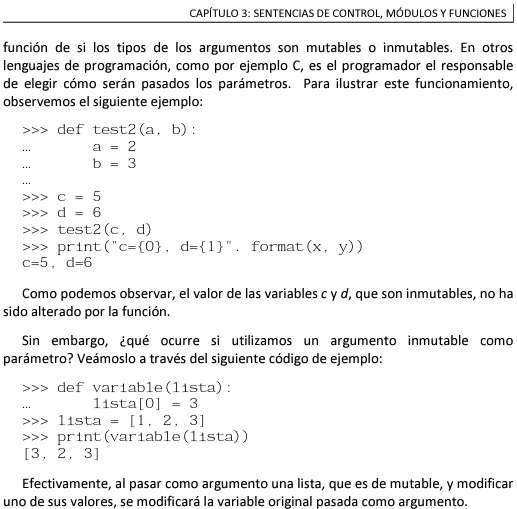 CAPÍTULO 3: SENTENCIAS DE CONTROL, MÓDULOS Y FUNCIONES
función de si los tipos de los argumentos son mutables o inmutables. En otros
lenguajes de programación, como por ejemplo C, es el programador el responsable
de elegir cómo serán pasados los parámetros. Para ilustrar este funcionamiento,
observemos el siguiente ejemplo:
>>> def test2(a, b):
...     a = 2
...     b = 3
...
>>> c = 5
>>> d = 6
>>> test2(c, d)
>>> print("c={0}, d={1}". format(x, y))
c=5, d=6
Como podemos observar, el valor de las variables c y d, que son inmutables, no ha
sido alterado por la función.
Sin embargo, ¿qué ocurre si utilizamos un argumento inmutable como
parámetro? Veámoslo a través del siguiente código de ejemplo:
>>> def variable(lista):
...     lista[0] = 3
>>> lista = [1, 2, 3]
>>> print(variable(lista))
[3, 2, 3]
Efectivamente, al pasar como argumento una lista, que es de mutable, y modificar
uno de sus valores, se modificará la variable original pasada como argumento.